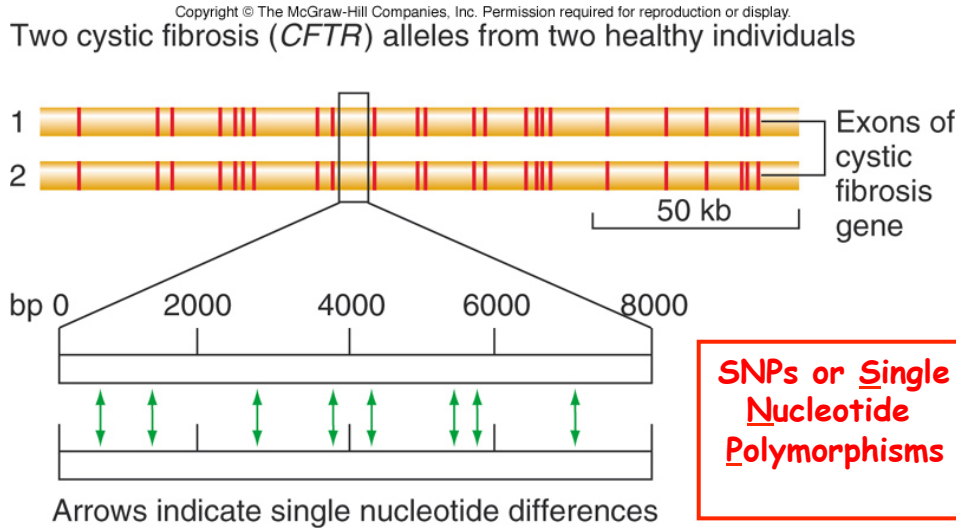 Copyright © The McGraw-Hill Companies, Inc. Permission required for reproduction or display.
Two cystic fibrosis (CFTR) alleles from two healthy individuals
1
2
Exons of
cystic
fibrosis
gene
50 kb
bp 0 2000 4000 6000 8000
SNPs or Single
Nucleotide
Polymorphisms
Arrows indicate single nucleotide differences